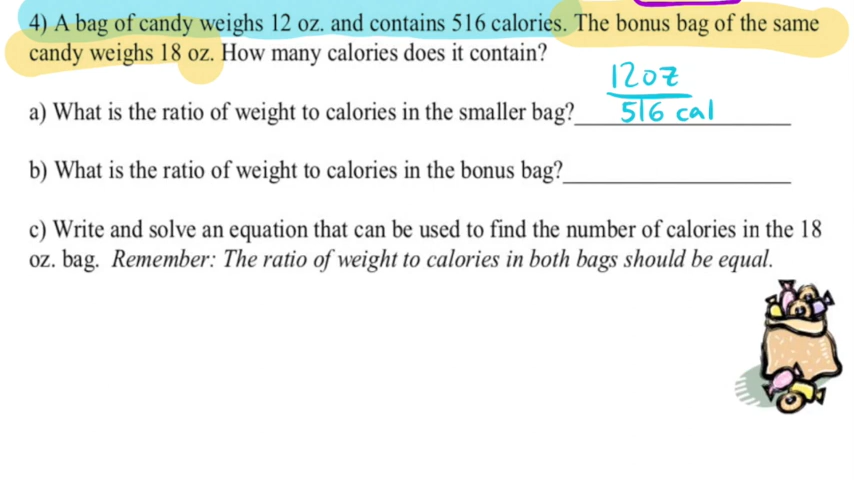 4) A bag of candy weighs 12 oz. and contains 516 calories. The bonus bag of the same
candy weighs 18 oz. How many calories does it contain?
12oz
a) What is the ratio of weight to calories in the smaller bag?____________________
516 cal
b) What is the ratio of weight to calories in the bonus bag?_____________________
c) Write and solve an equation that can be used to find the number of calories in the 18
oz. bag. Remember: The ratio of weight to calories in both bags should be equal.